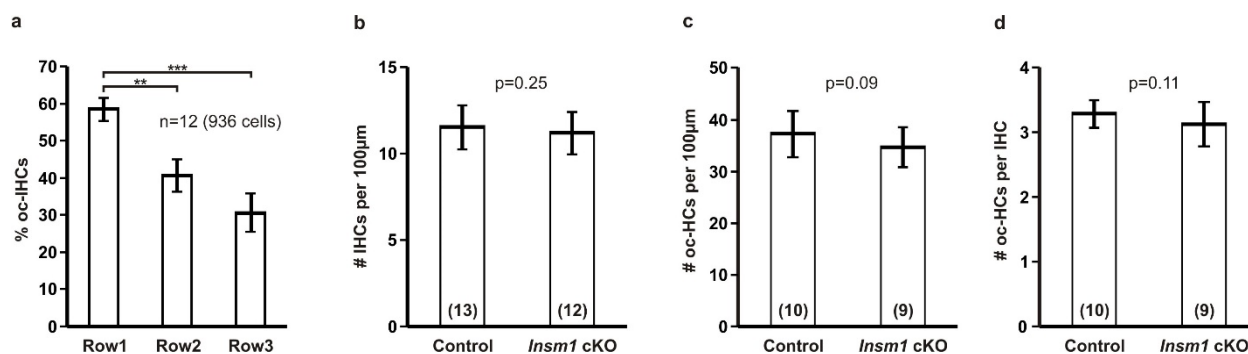 a
% oc-IHCs
70
60
50
40
30
20
10
0
***
**
n=12 (936 cells)
Row1 Row2 Row3
b
# IHCs per 100µm
15
10
5
0
p=0.25
(13) (12)
Control Insm1 cKO
c
# oc-HCs per 100µm
50
40
30
20
10
0
p=0.09
(10) (9)
Control Insm1 cKO
d
# oc-HCs per IHC
4
3
2
1
0
p=0.11
(10) (9)
Control Insm1 cKO